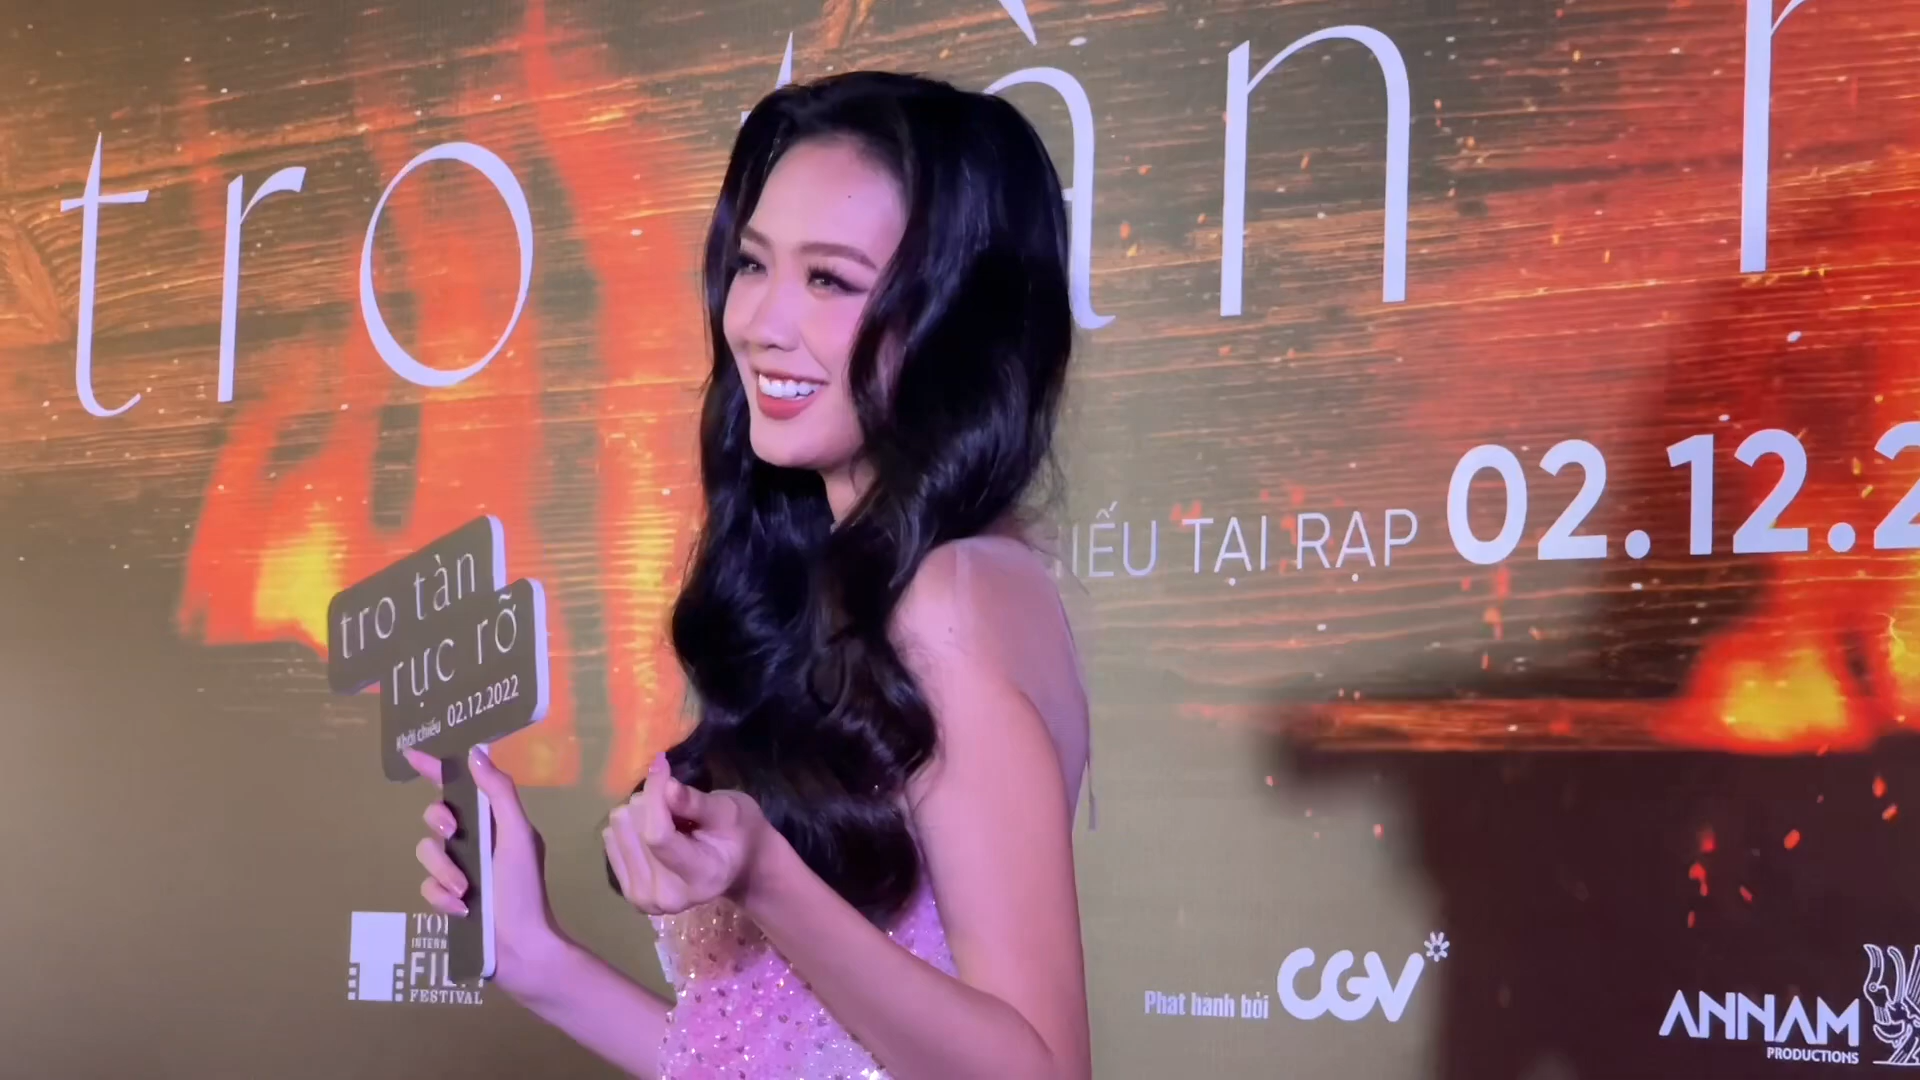 tro tàn r
IẾU TẠI RẠP 02.12.2
tro tàn
rực rỡ
Khởi chiếu 02.12.2022
FESTIVAL
Phát hành bởi CGV
ANNAM
PRODUCTIONS